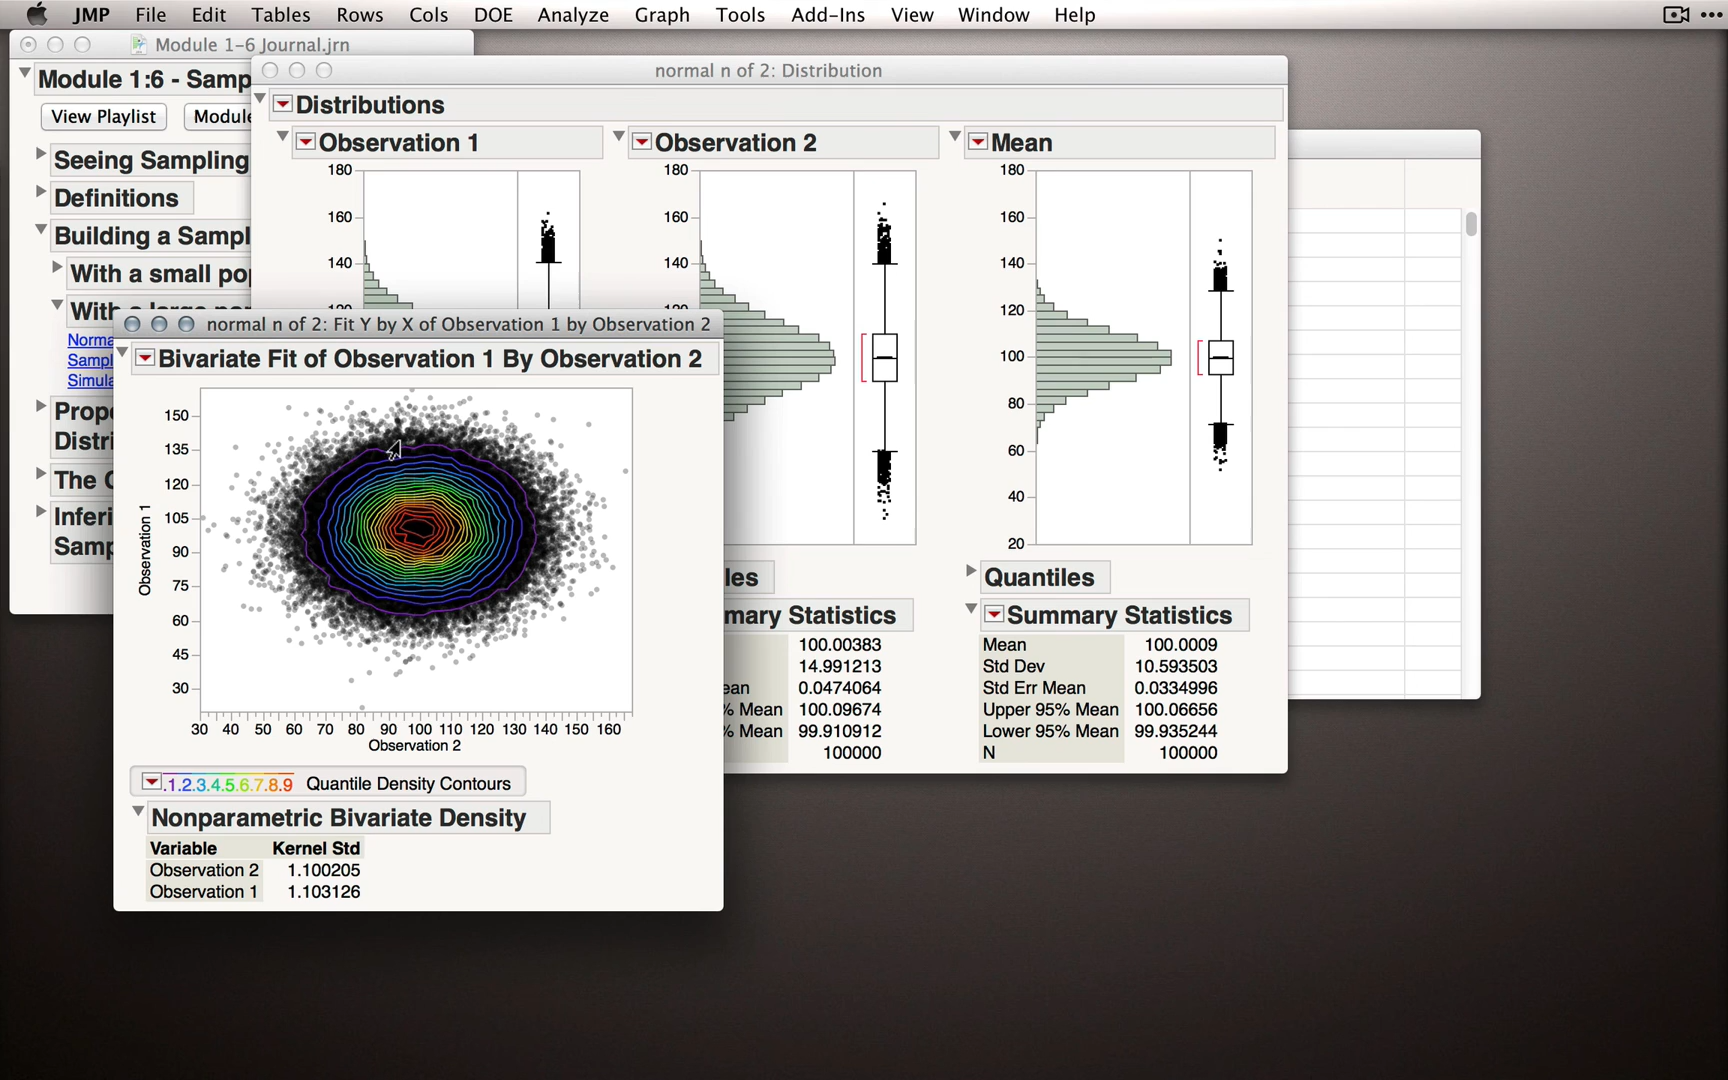 JMP File Edit Tables Rows Cols DOE Analyze Graph Tools Add-Ins View Window Help
Module 1-6 Journal.jrn
Module 1:6 - Samp
View Playlist
Module
Seeing Sampling
Definitions
Building a Sampl
With a small pop
With a large pop
Norma
Sampl
Simula
Prope
Distri
The C
Inferi
Samp
normal n of 2: Distribution
Distributions
Observation 1
Observation 2
Mean
180
160
140
120
180
160
140
180
160
140
120
100
80
60
40
20
les
mary Statistics
100.00383
14.991213
ean 0.0474064
% Mean 100.09674
% Mean 99.910912
100000
Quantiles
Summary Statistics
Mean 100.0009
Std Dev 10.593503
Std Err Mean 0.0334996
Upper 95% Mean 100.06656
Lower 95% Mean 99.935244
N 100000
normal n of 2: Fit Y by X of Observation 1 by Observation 2
Bivariate Fit of Observation 1 By Observation 2
Observation 1
150
135
120
105
90
75
60
45
30
30 40 50 60 70 80 90 100 110 120 130 140 150 160
Observation 2
.1.2.3.4.5.6.7.8.9 Quantile Density Contours
Nonparametric Bivariate Density
Variable Kernel Std
Observation 2 1.100205
Observation 1 1.103126